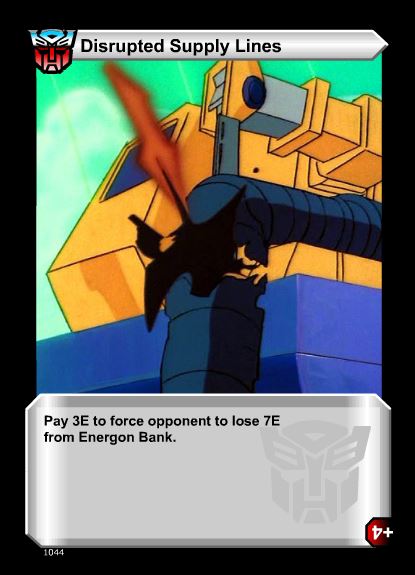 Disrupted Supply Lines
Pay 3E to force opponent to lose 7E
from Energon Bank.
+4
1044